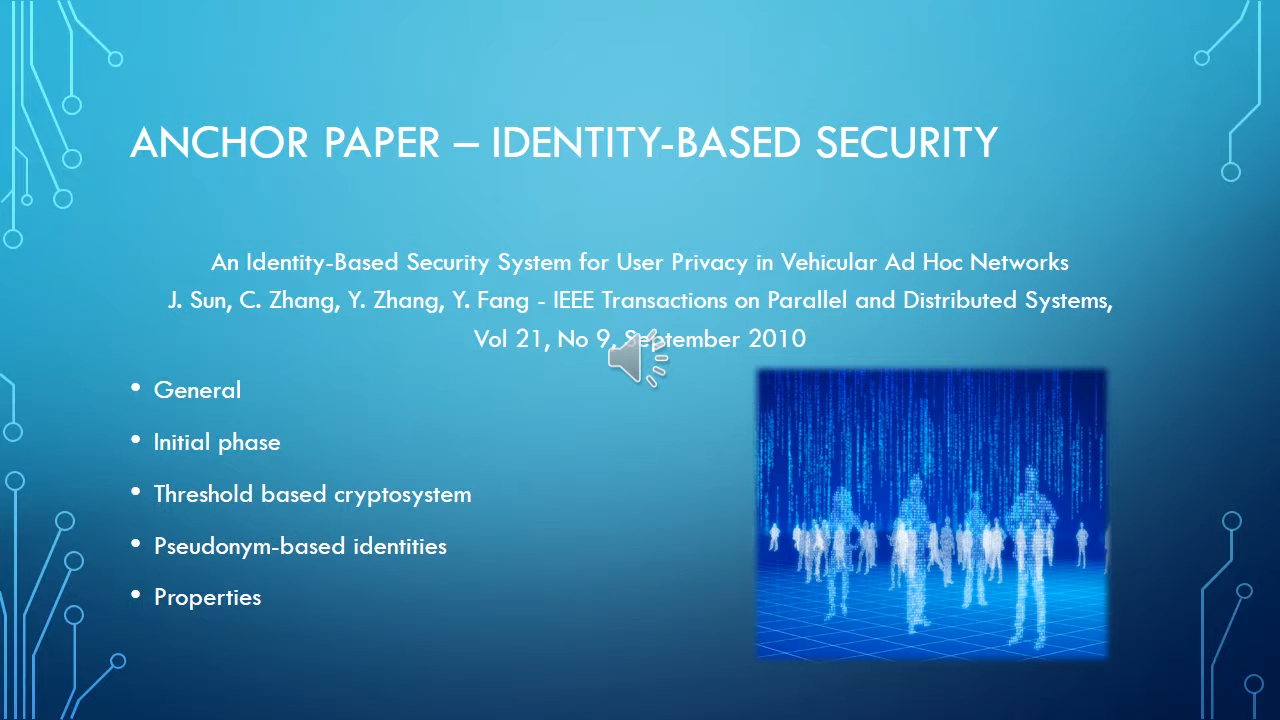 ANCHOR PAPER – IDENTITY-BASED SECURITY
An Identity-Based Security System for User Privacy in Vehicular Ad Hoc Networks
J. Sun, C. Zhang, Y. Zhang, Y. Fang - IEEE Transactions on Parallel and Distributed Systems,
Vol 21, No 9, September 2010
• General
• Initial phase
• Threshold based cryptosystem
• Pseudonym-based identities
• Properties